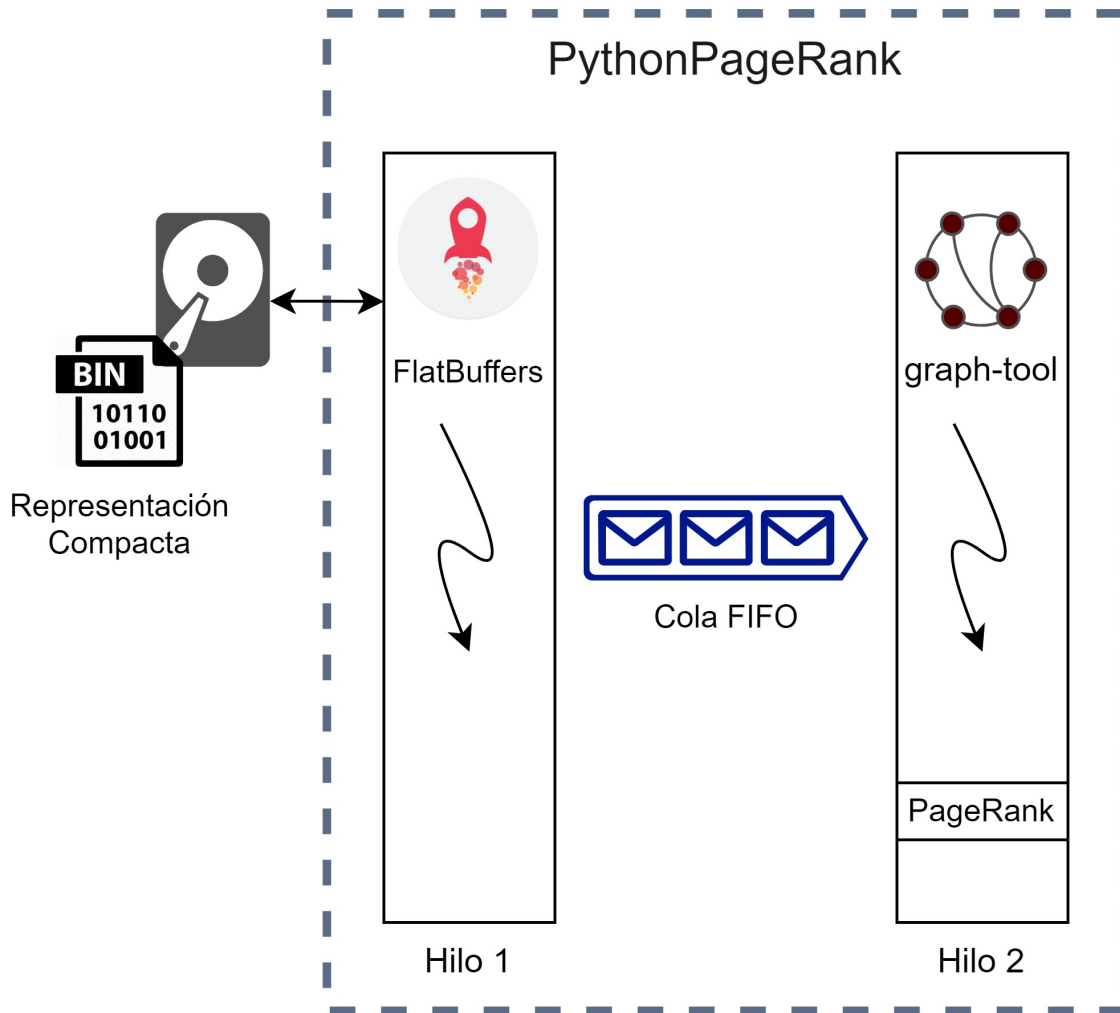 PythonPageRank
BIN
10110
01001
Representación
Compacta
FlatBuffers
Hilo 1
Cola FIFO
graph-tool
PageRank
Hilo 2